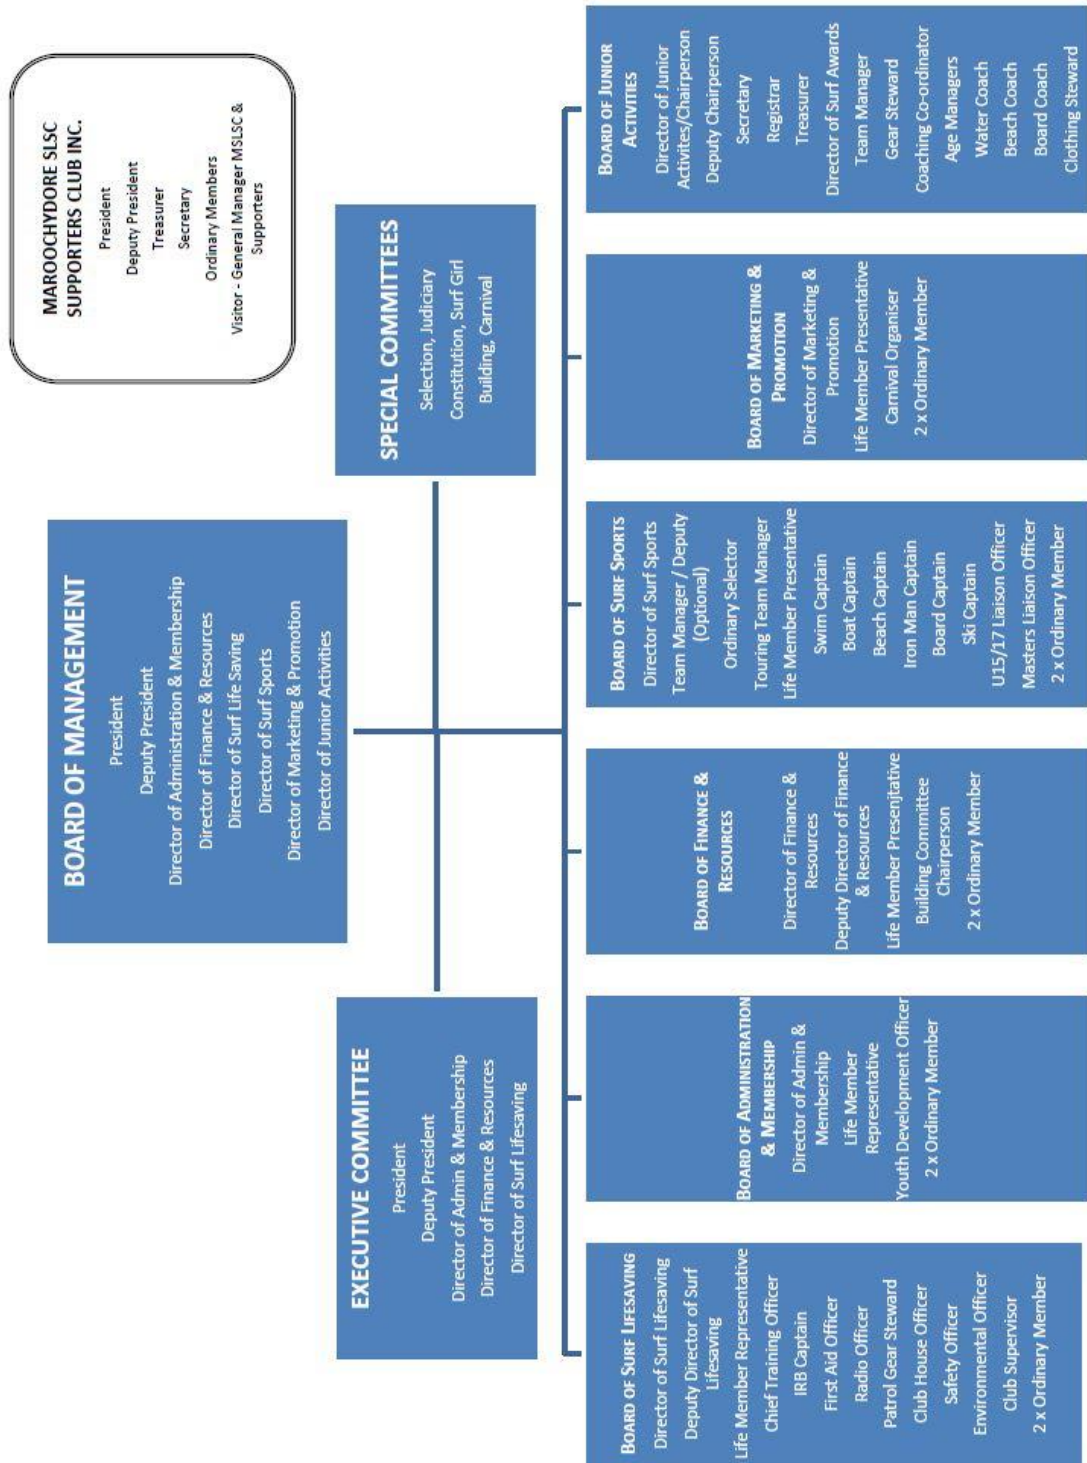 MAROOCHYDORE SLSC
SUPPORTERS CLUB INC.
President
Deputy President
Treasurer
Secretary
Ordinary Members
Visitor - General Manager MSLSC &
Supporters
BOARD OF MANAGEMENT
President
Deputy President
Director of Administration & Membership
Director of Finance & Resources
Director of Surf Life Saving
Director of Surf Sports
Director of Marketing & Promotion
Director of Junior Activities
EXECUTIVE COMMITTEE
President
Deputy President
Director of Admin & Membership
Director of Finance & Resources
Director of Surf Lifesaving
SPECIAL COMMITTEES
Selection, Judiciary
Constitution, Surf Girl
Building, Carnival
BOARD OF SURF LIFESAVING
Director of Surf Lifesaving
Deputy Director of Surf
Lifesaving
Life Member Representative
Chief Training Officer
IRB Captain
First Aid Officer
Radio Officer
Patrol Gear Steward
Club House Officer
Safety Officer
Environmental Officer
Club Supervisor
2 x Ordinary Member
BOARD OF ADMINISTRATION
& MEMBERSHIP
Director of Admin &
Membership
Life Member
Representative
Youth Development Officer
2 x Ordinary Member
BOARD OF FINANCE &
RESOURCES
Director of Finance &
Resources
Deputy Director of Finance
& Resources
Life Member Presenjtative
Building Committee
Chairperson
2 x Ordinary Member
BOARD OF SURF SPORTS
Director of Surf Sports
Team Manager / Deputy
(Optional)
Ordinary Selector
Touring Team Manager
Life Member Presentative
Swim Captain
Boat Captain
Beach Captain
Iron Man Captain
Board Captain
Ski Captain
U15/17 Liaison Officer
Masters Liaison Officer
2 x Ordinary Member
BOARD OF MARKETING &
PROMOTION
Director of Marketing &
Promotion
Life Member Presentative
Carnival Organiser
2 x Ordinary Member
BOARD OF JUNIOR
ACTIVITIES
Director of Junior
Activites/Chairperson
Deputy Chairperson
Secretary
Registrar
Treasurer
Director of Surf Awards
Team Manager
Gear Steward
Coaching Co-ordinator
Age Managers
Water Coach
Beach Coach
Board Coach
Clothing Steward